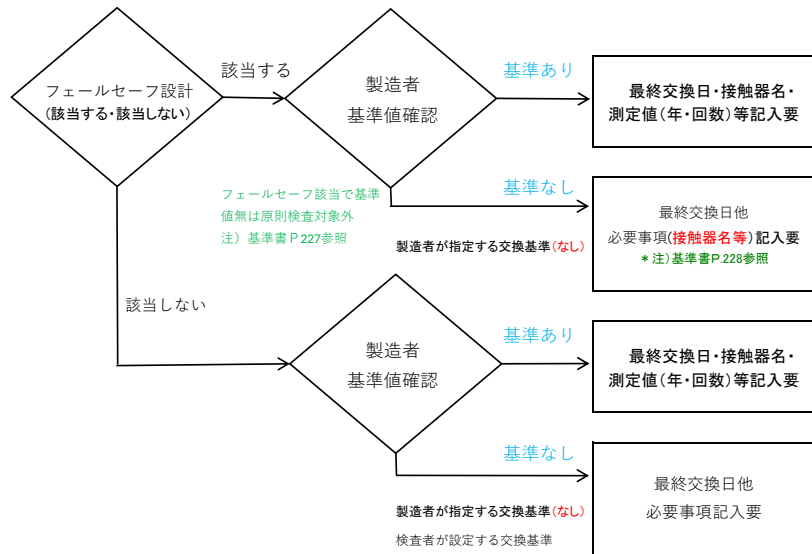 フェールセーフ設計
(該当する・該当しない)
該当する
製造者
基準値確認
基準あり
最終交換日・接触器名・
測定値(年・回数)等記入要
基準なし
フェールセーフ該当で基準
値無は原則検査対象外
注）基準書P227参照
製造者が指定する交換基準(なし)
最終交換日他
必要事項(接触器名等)記入要
＊注)基準書P.228参照
該当しない
製造者
基準値確認
基準あり
最終交換日・接触器名・
測定値(年・回数)等記入要
基準なし
製造者が指定する交換基準(なし)
検査者が設定する交換基準
最終交換日他
必要事項記入要